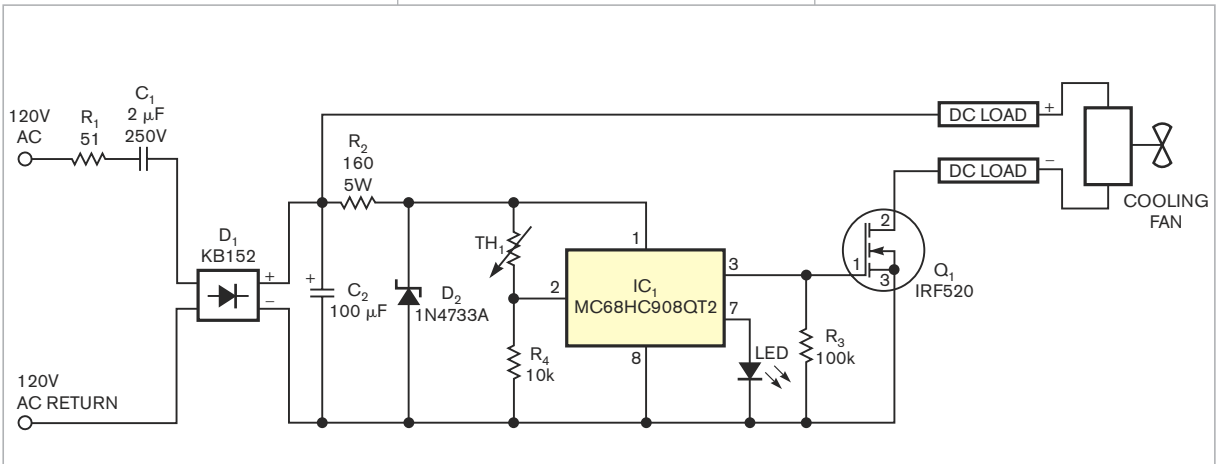 120V
AC
R1
51
C1
2 μF
250V
R2
160
5W
DC LOAD
+
DC LOAD
−
COOLING
FAN
D1
KB152
+
−
+
C2
100 μF
D2
1N4733A
TH1
R4
10k
1
2
IC1
MC68HC908QT2
3
7
8
LED
R3
100k
2
1
3
Q1
IRF520
120V
AC RETURN